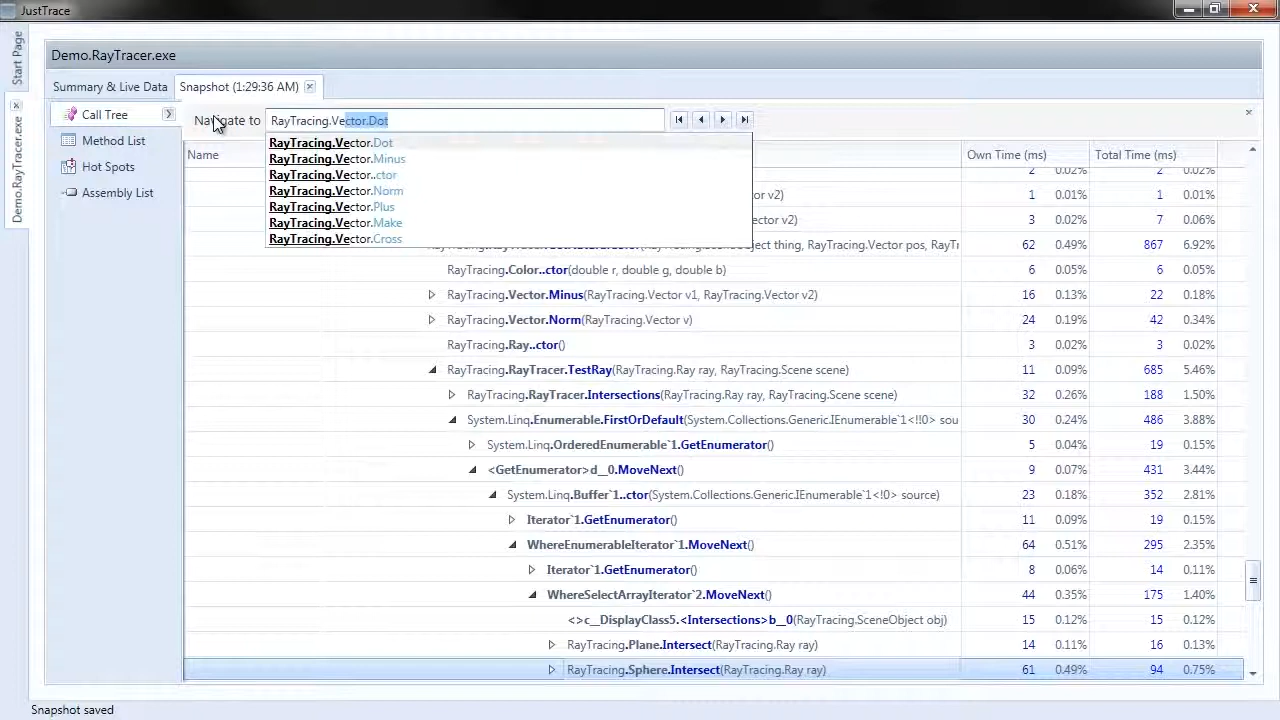 JustTrace
Start Page
Demo.RayTracer.exe
Demo.RayTracer.exe
Summary & Live Data
Snapshot (1:29:36 AM)
Call Tree
Method List
Hot Spots
Assembly List
Navigate to
RayTracing.Vector.Dot
RayTracing.Vector.Dot
RayTracing.Vector.Minus
RayTracing.Vector..ctor
RayTracing.Vector.Norm
RayTracing.Vector.Plus
RayTracing.Vector.Make
RayTracing.Vector.Cross
Name Own Time (ms) Total Time (ms)
2 0.02% 2 0.02%
ector v2) 1 0.01% 1 0.01%
ector v2) 3 0.02% 7 0.06%
Object thing, RayTracing.Vector pos, RayTr 62 0.49% 867 6.92%
RayTracing.Color..ctor(double r, double g, double b) 6 0.05% 6 0.05%
RayTracing.Vector.Minus(RayTracing.Vector v1, RayTracing.Vector v2) 16 0.13% 22 0.18%
RayTracing.Vector.Norm(RayTracing.Vector v) 24 0.19% 42 0.34%
RayTracing.Ray..ctor() 3 0.02% 3 0.02%
RayTracing.RayTracer.TestRay(RayTracing.Ray ray, RayTracing.Scene scene) 11 0.09% 685 5.46%
RayTracing.RayTracer.Intersections(RayTracing.Ray ray, RayTracing.Scene scene) 32 0.26% 188 1.50%
System.Linq.Enumerable.FirstOrDefault(System.Collections.Generic.IEnumerable`1<!!0> sou 30 0.24% 486 3.88%
System.Linq.OrderedEnumerable`1.GetEnumerator() 5 0.04% 19 0.15%
<GetEnumerator>d__0.MoveNext() 9 0.07% 431 3.44%
System.Linq.Buffer`1..ctor(System.Collections.Generic.IEnumerable`1<!0> source) 23 0.18% 352 2.81%
Iterator`1.GetEnumerator() 11 0.09% 19 0.15%
WhereEnumerableIterator`1.MoveNext() 64 0.51% 295 2.35%
Iterator`1.GetEnumerator() 8 0.06% 14 0.11%
WhereSelectArrayIterator`2.MoveNext() 44 0.35% 175 1.40%
<>c__DisplayClass5.<Intersections>b__0(RayTracing.SceneObject obj) 15 0.12% 15 0.12%
RayTracing.Plane.Intersect(RayTracing.Ray ray) 14 0.11% 16 0.13%
RayTracing.Sphere.Intersect(RayTracing.Ray ray) 61 0.49% 94 0.75%
Snapshot saved